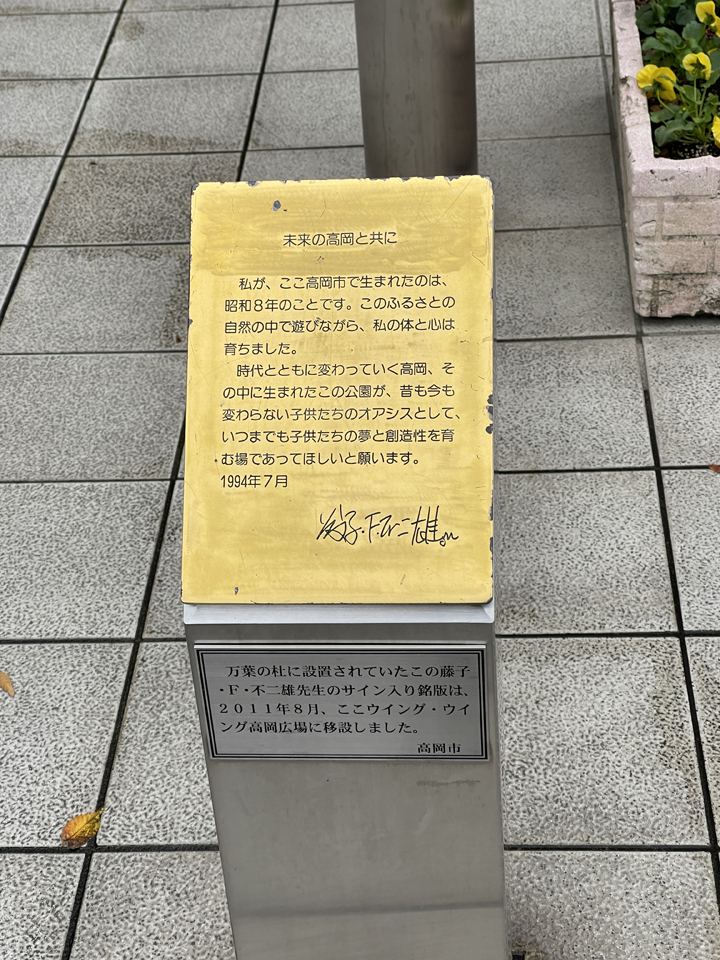 未来の高岡と共に
私が、ここ高岡市で生まれたのは、
昭和8年のことです。このふるさとの
自然の中で遊びながら、私の体と心は
育ちました。
時代とともに変わっていく高岡、そ
の中に生まれたこの公園が、昔も今も
変わらない子供たちのオアシスとして、
いつまでも子供たちの夢と創造性を育
む場であってほしいと願います。
1994年7月
藤子・F・不二雄
万葉の杜に設置されていたこの藤子
・F・不二雄先生のサイン入り銘版は、
2011年8月、ここウイング・ウイ
ング高岡広場に移設しました。
高岡市